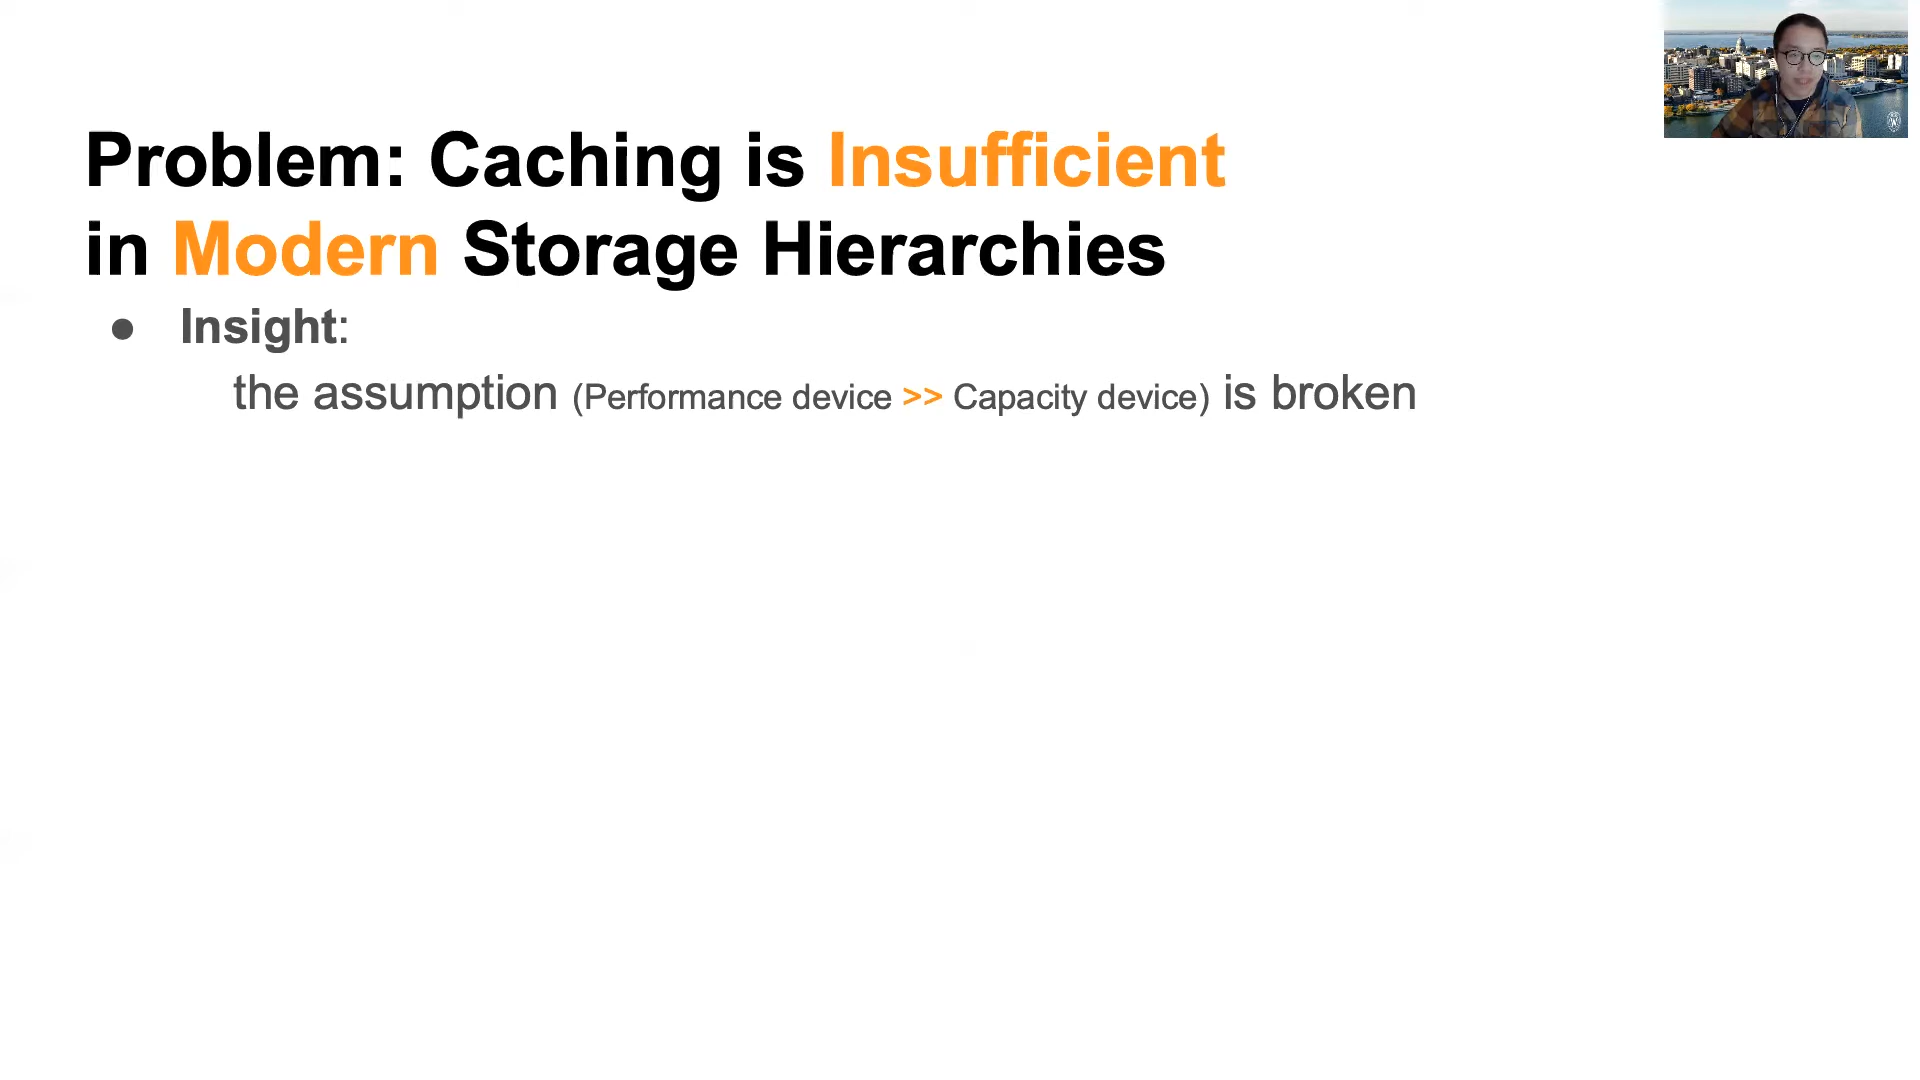 Problem: Caching is Insufficient
in Modern Storage Hierarchies
● Insight:
the assumption (Performance device >> Capacity device) is broken